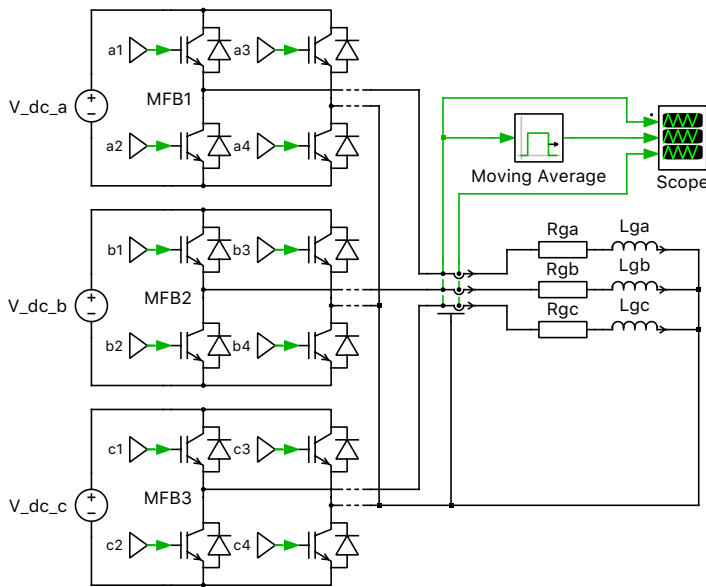 a1
a3
V_dc_a
MFB1
a2
a4
Moving Average
Scope
b1
b3
V_dc_b
MFB2
b2
b4
Rga
Lga
Rgb
Lgb
Rgc
Lgc
c1
c3
V_dc_c
MFB3
c2
c4